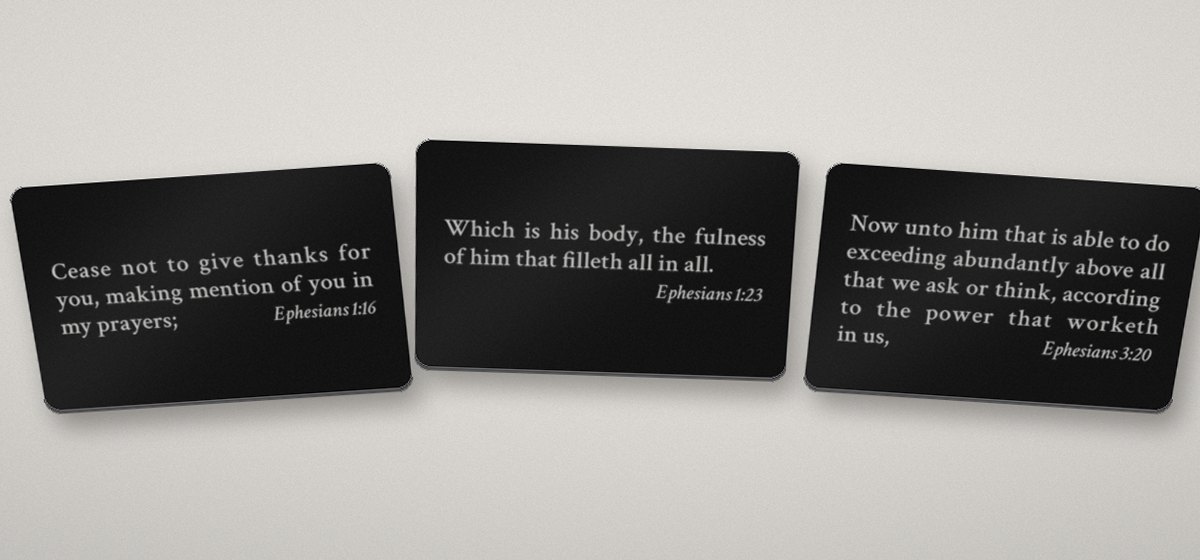 Cease not to give thanks for
you, making mention of you in
my prayers;
Ephesians 1:16
Which is his body, the fulness
of him that filleth all in all.
Ephesians 1:23
Now unto him that is able to do
exceeding abundantly above all
that we ask or think, according
to the power that worketh
in us,
Ephesians 3:20